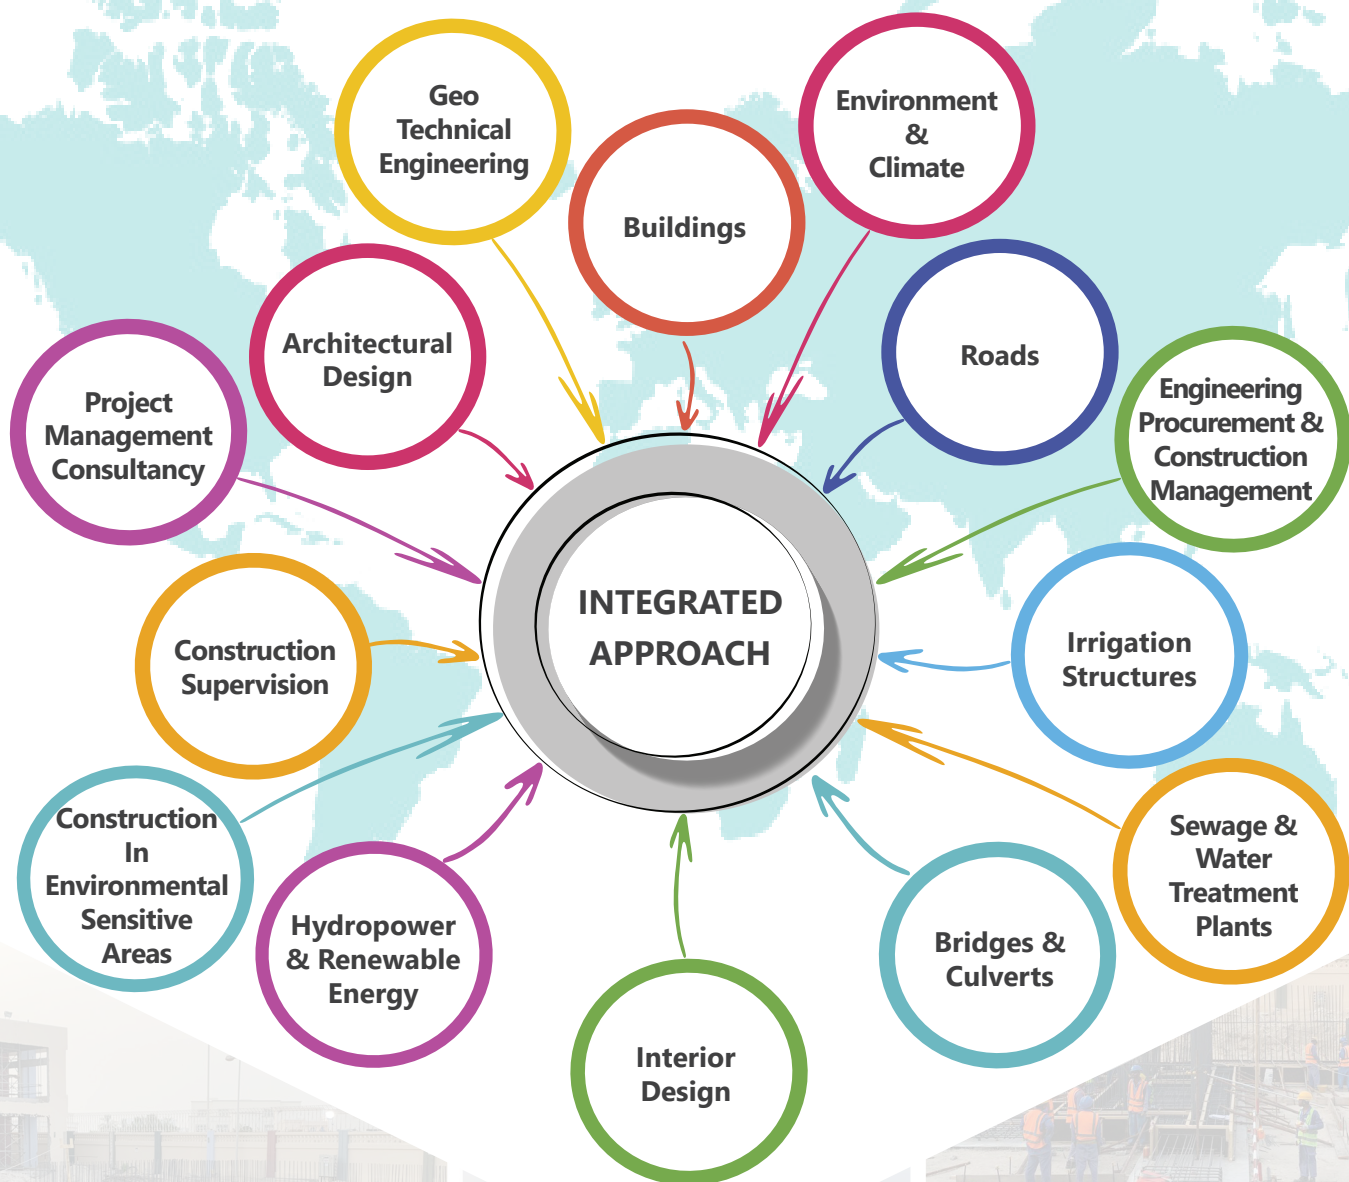 Geo
Technical
Engineering
Environment
&
Climate
Buildings
Architectural
Design
Roads
Project
Management
Consultancy
Engineering
Procurement &
Construction
Management
INTEGRATED
APPROACH
Construction
Supervision
Irrigation
Structures
Construction
In
Environmental
Sensitive
Areas
Sewage &
Water
Treatment
Plants
Hydropower
& Renewable
Energy
Bridges &
Culverts
Interior
Design